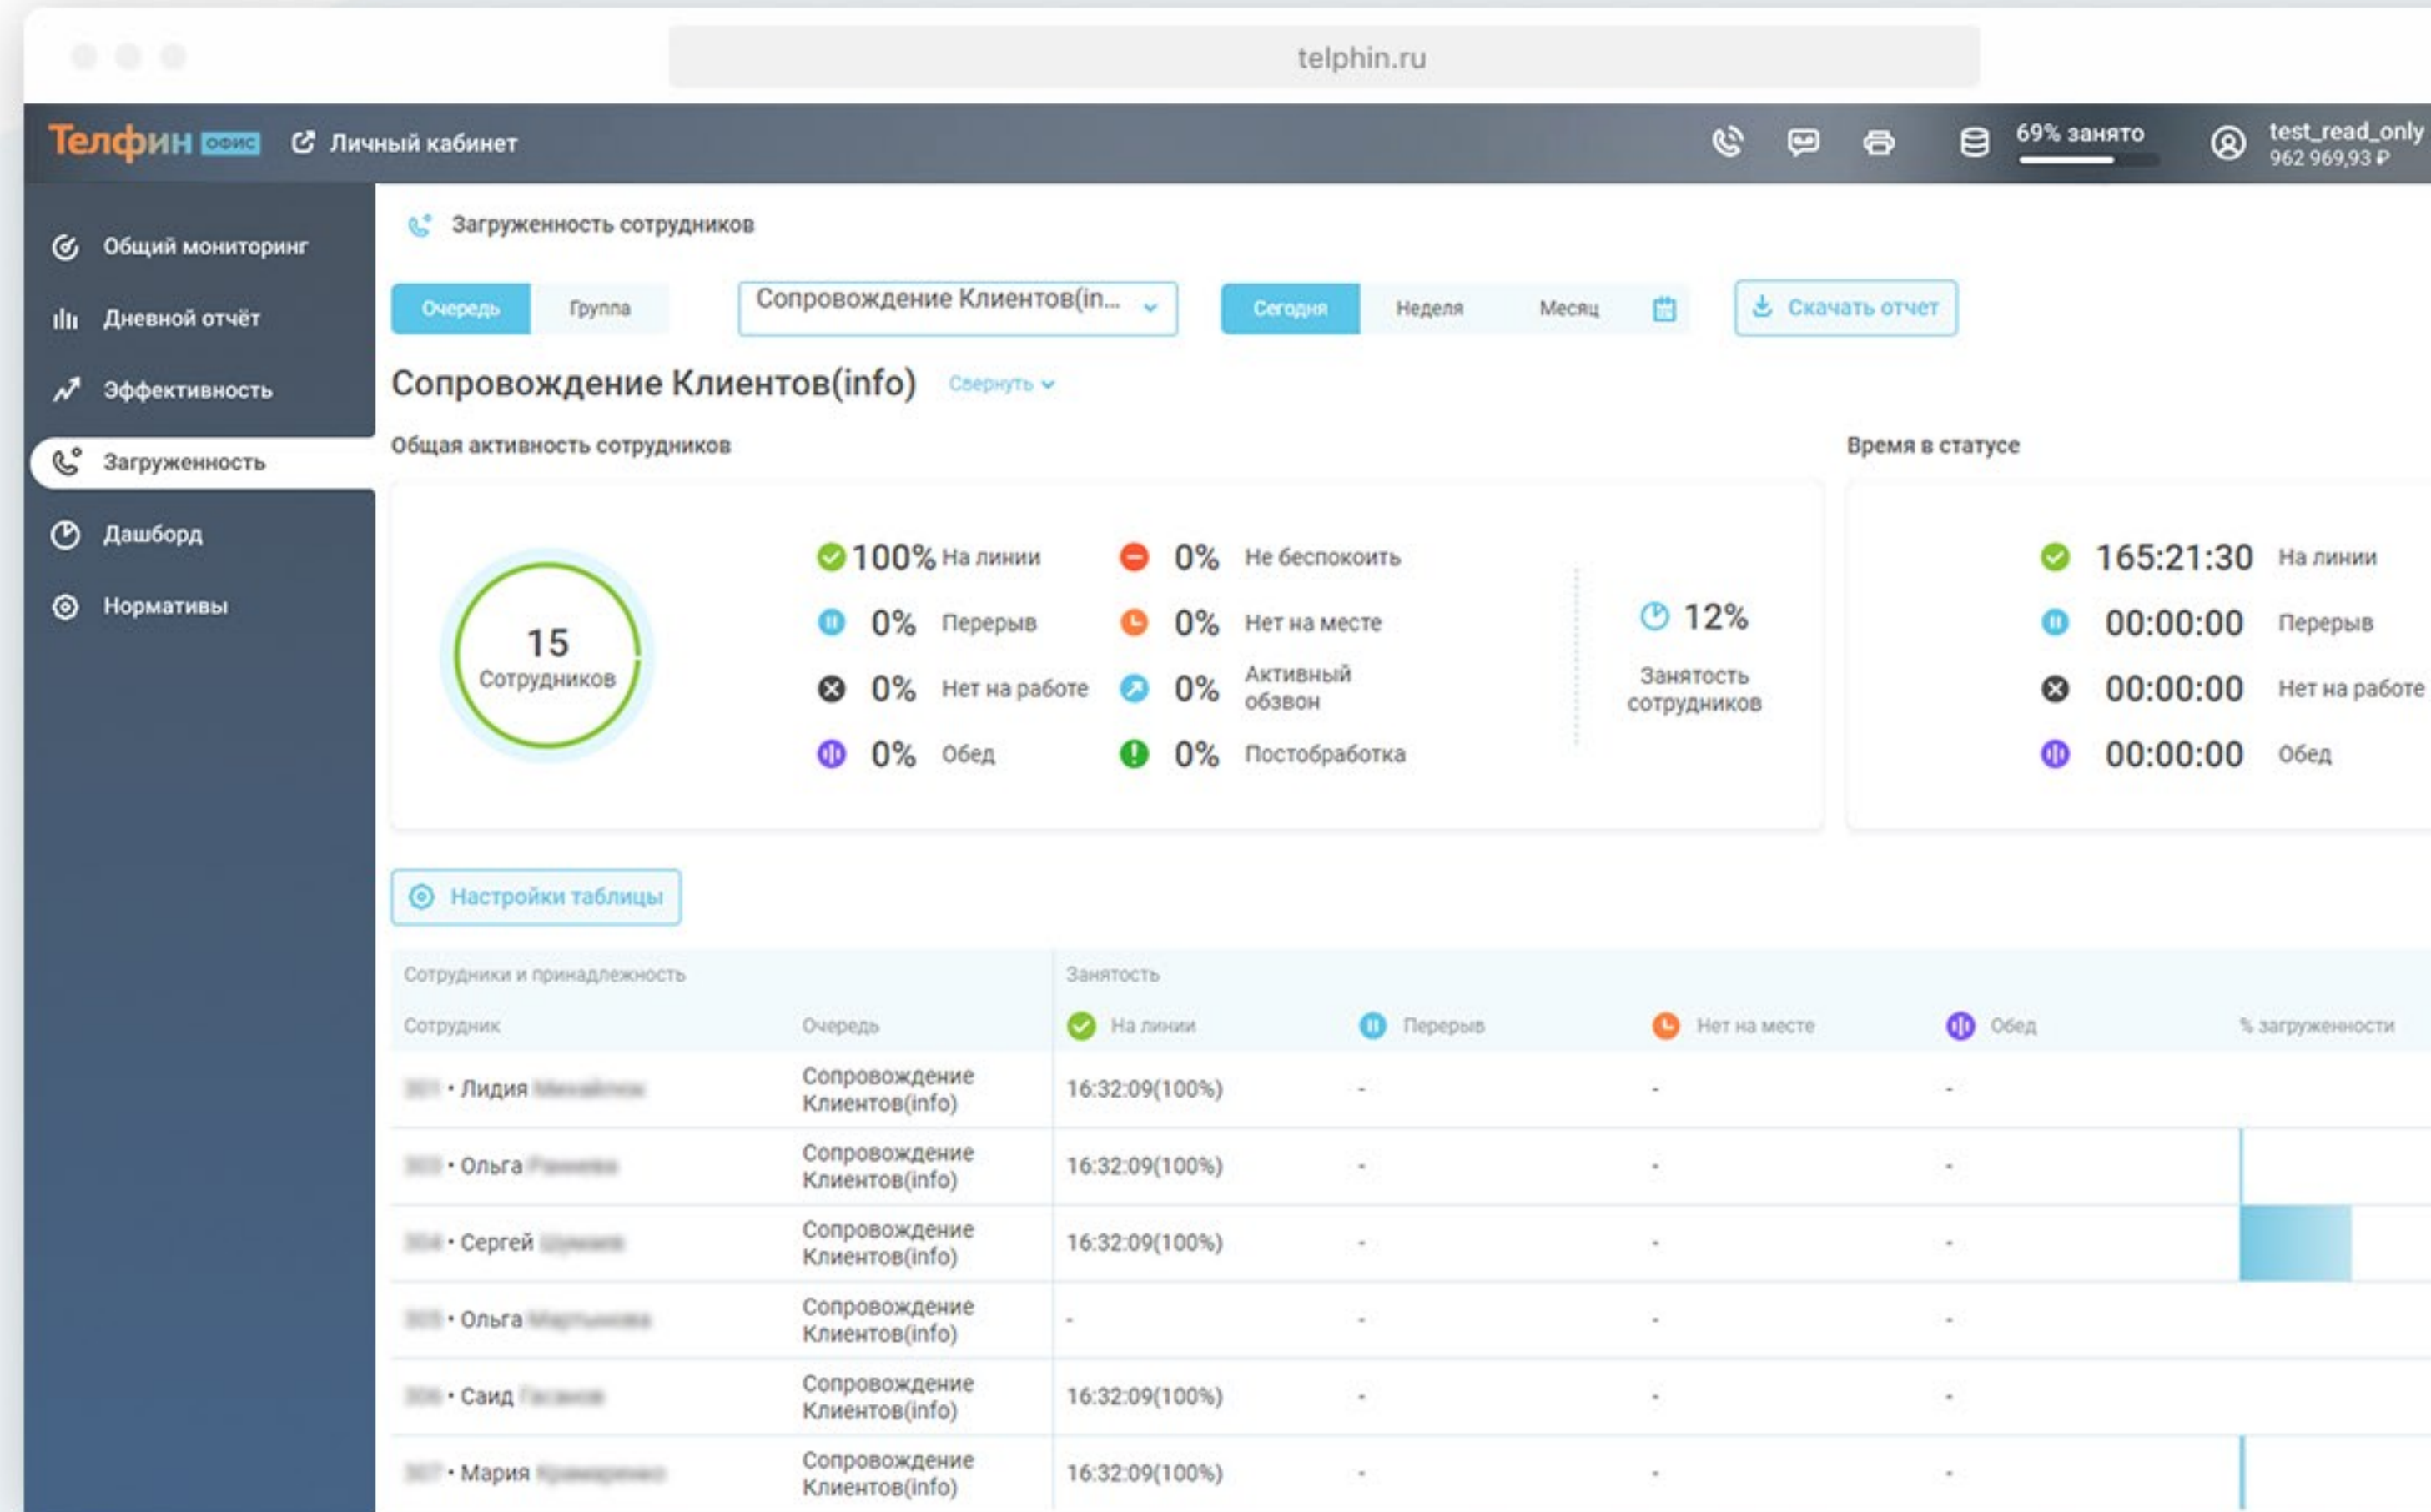 telphin.ru
Телфин ОФИС Личный кабинет 69% занято test_read_only
962 969,93 ₽
Общий мониторинг
Дневной отчёт
Эффективность
Загруженность
Дашборд
Нормативы
Загруженность сотрудников
Очередь Группа Сопровождение Клиентов(in... Сегодня Неделя Месяц Скачать отчет
Сопровождение Клиентов(info) Свернуть
Общая активность сотрудников
15
Сотрудников
100% На линии 0% Не беспокоить
0% Перерыв 0% Нет на месте
0% Нет на работе 0% Активный
обзвон
0% Обед 0% Постобработка
12%
Занятость
сотрудников
Время в статусе
165:21:30 На линии
00:00:00 Перерыв
00:00:00 Нет на работе
00:00:00 Обед
Настройки таблицы
Сотрудники и принадлежность Занятость
Сотрудник Очередь На линии Перерыв Нет на месте Обед % загруженности
• Лидия Сопровождение
Клиентов(info) 16:32:09(100%) - - -
• Ольга Сопровождение
Клиентов(info) 16:32:09(100%) - - -
• Сергей Сопровождение
Клиентов(info) 16:32:09(100%) - - -
• Ольга Сопровождение
Клиентов(info) - - - -
• Саид Сопровождение
Клиентов(info) 16:32:09(100%) - - -
• Мария Сопровождение
Клиентов(info) 16:32:09(100%) - - -